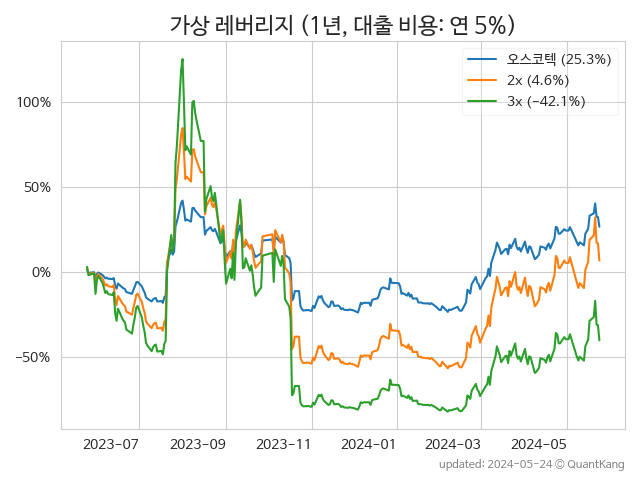 가상 레버리지 (1년, 대출 비용: 연 5%)
오스코텍 (25.3%)
2x (4.6%)
3x (−42.1%)
100%
50%
0%
−50%
2023−07
2023−09
2023−11
2024−01
2024−03
2024−05
updated: 2024−05−24 © QuantKang